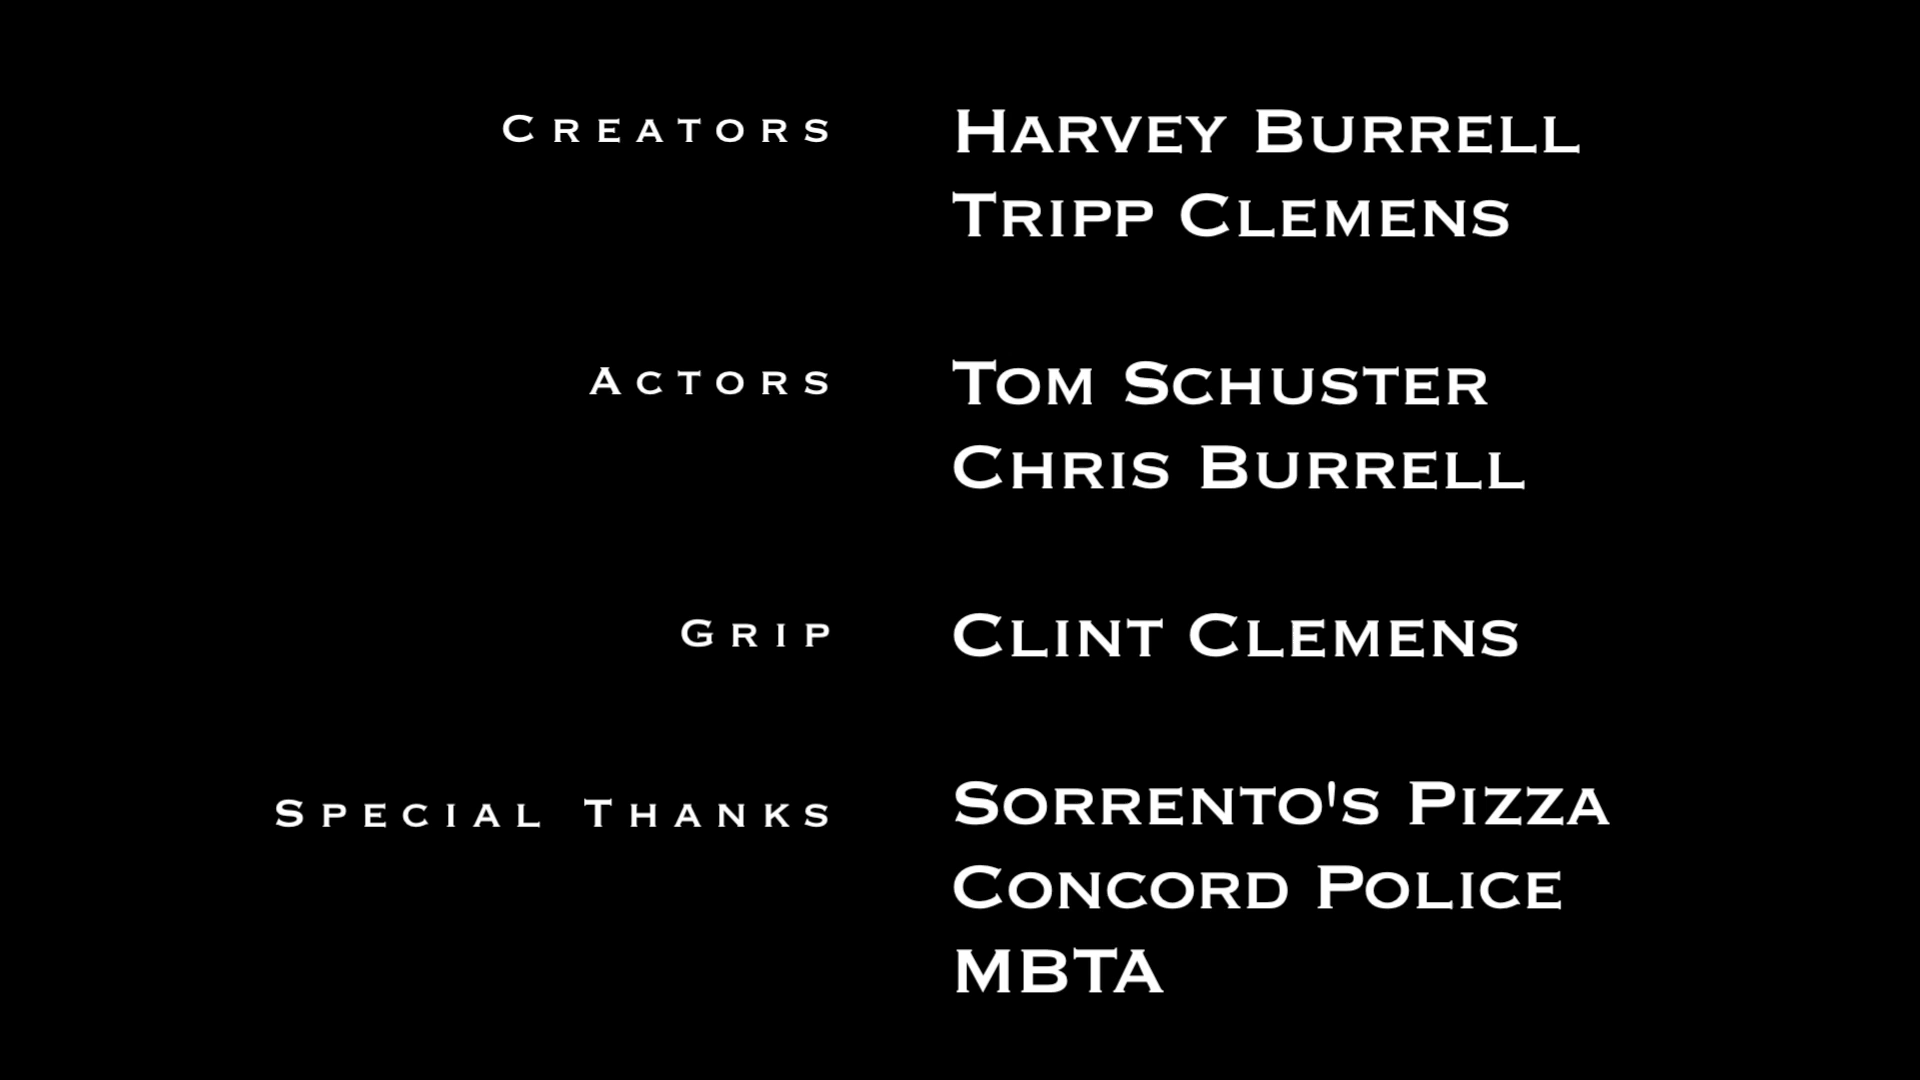 Creators Harvey Burrell
Tripp Clemens
Actors Tom Schuster
Chris Burrell
Grip Clint Clemens
Special Thanks Sorrento's Pizza
Concord Police
MBTA